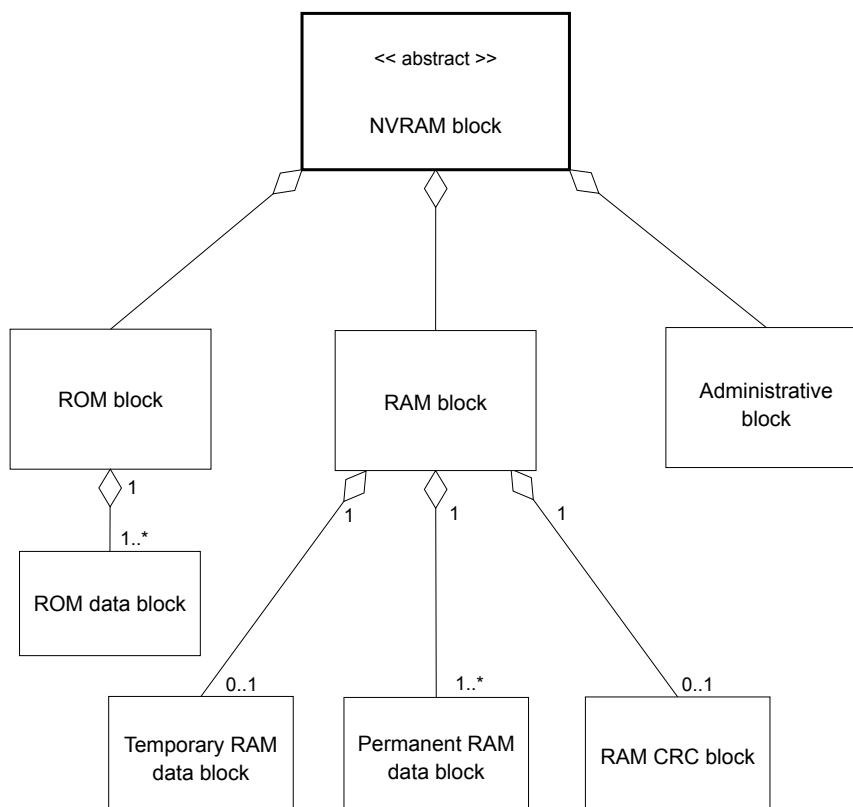 << abstract >>
NVRAM block
ROM block
RAM block
Administrative
block
1
1
1
1
1..*
ROM data block
0..1
1..*
0..1
Temporary RAM
data block
Permanent RAM
data block
RAM CRC block